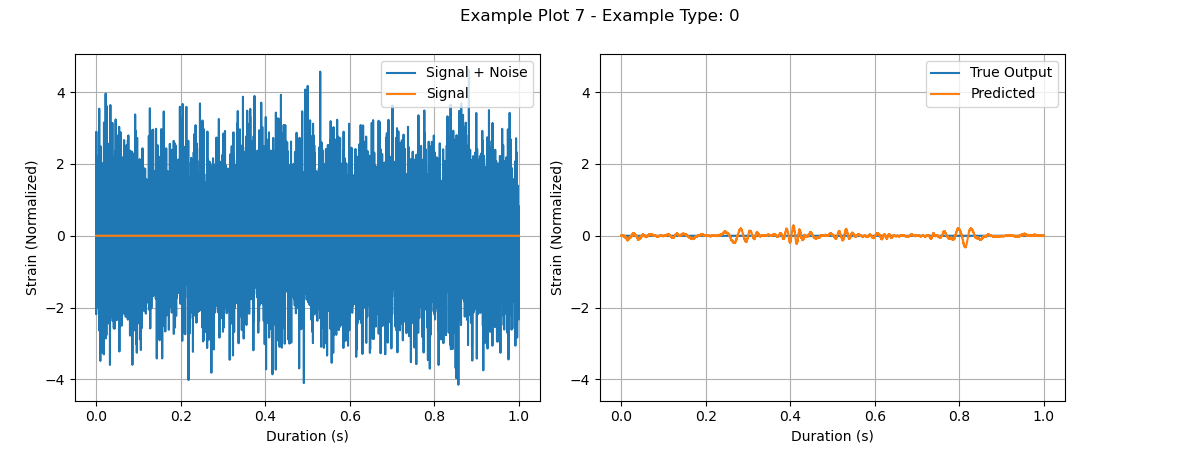 Example Plot 7 - Example Type: 0
Signal + Noise
Signal
4
2
0
−2
−4
Strain (Normalized)
0.0 0.2 0.4 0.6 0.8 1.0
Duration (s)
True Output
Predicted
4
2
0
−2
−4
Strain (Normalized)
0.0 0.2 0.4 0.6 0.8 1.0
Duration (s)